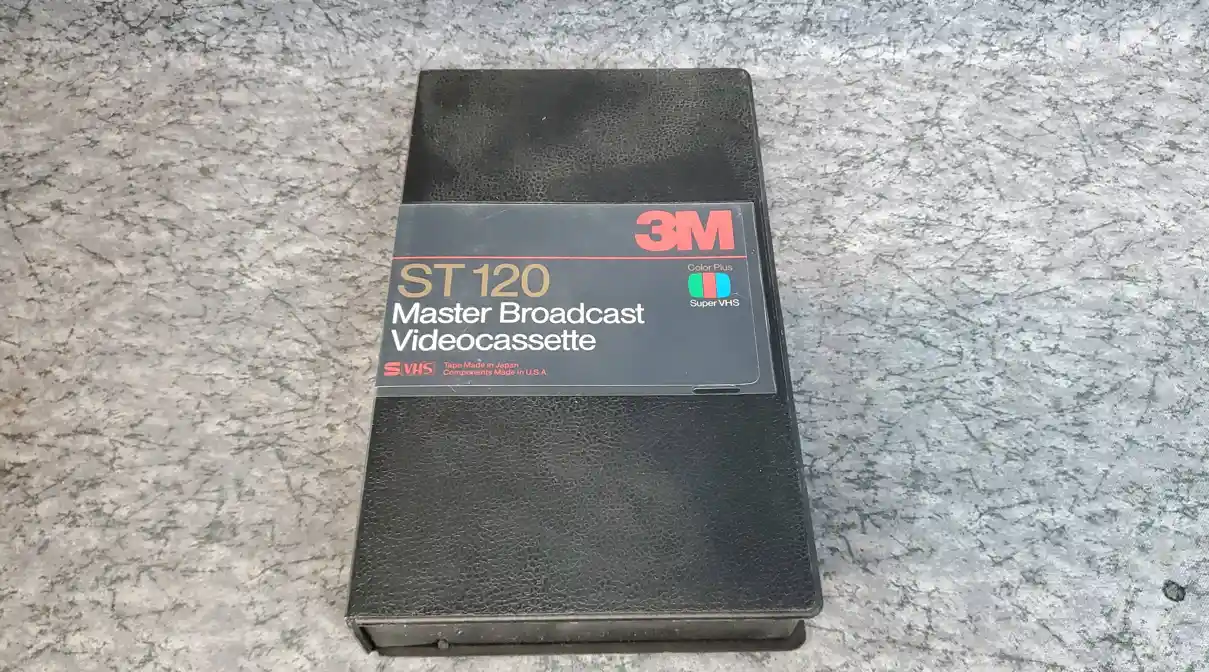 3M
ST 120
Color Plus
Super VHS
Master Broadcast
Videocassette
S VHS
Tape Made in Japan
Components Made in U.S.A.